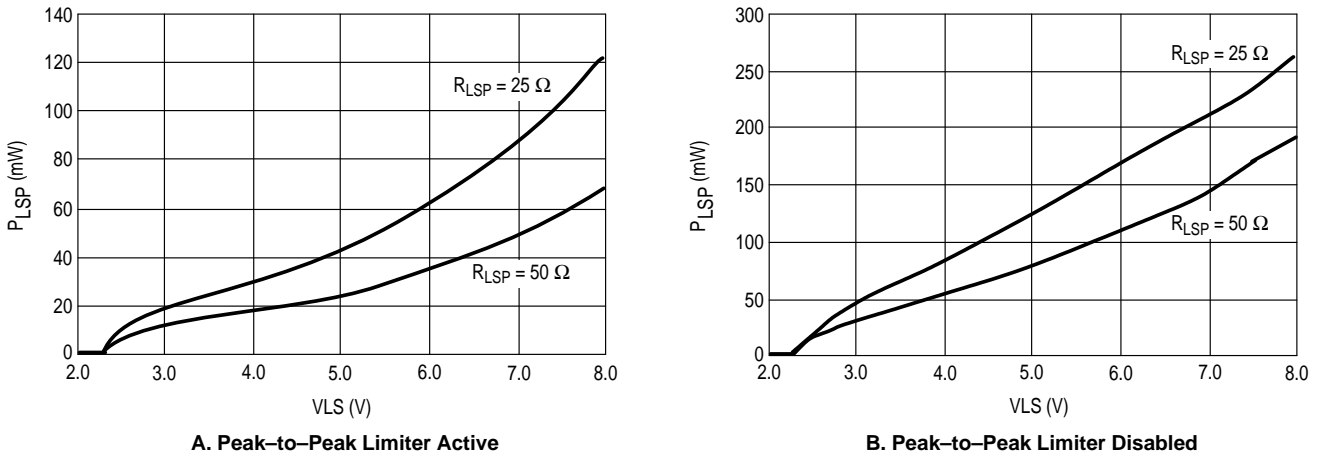 140
120
100
80
60
40
20
0
P_LSP (mW)
R_LSP = 25 Ω
R_LSP = 50 Ω
2.0 3.0 4.0 5.0 6.0 7.0 8.0
VLS (V)
A. Peak–to–Peak Limiter Active
300
250
200
150
100
50
0
P_LSP (mW)
R_LSP = 25 Ω
R_LSP = 50 Ω
2.0 3.0 4.0 5.0 6.0 7.0 8.0
VLS (V)
B. Peak–to–Peak Limiter Disabled